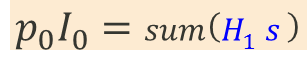 p₀I₀ = sum(H₁ s)